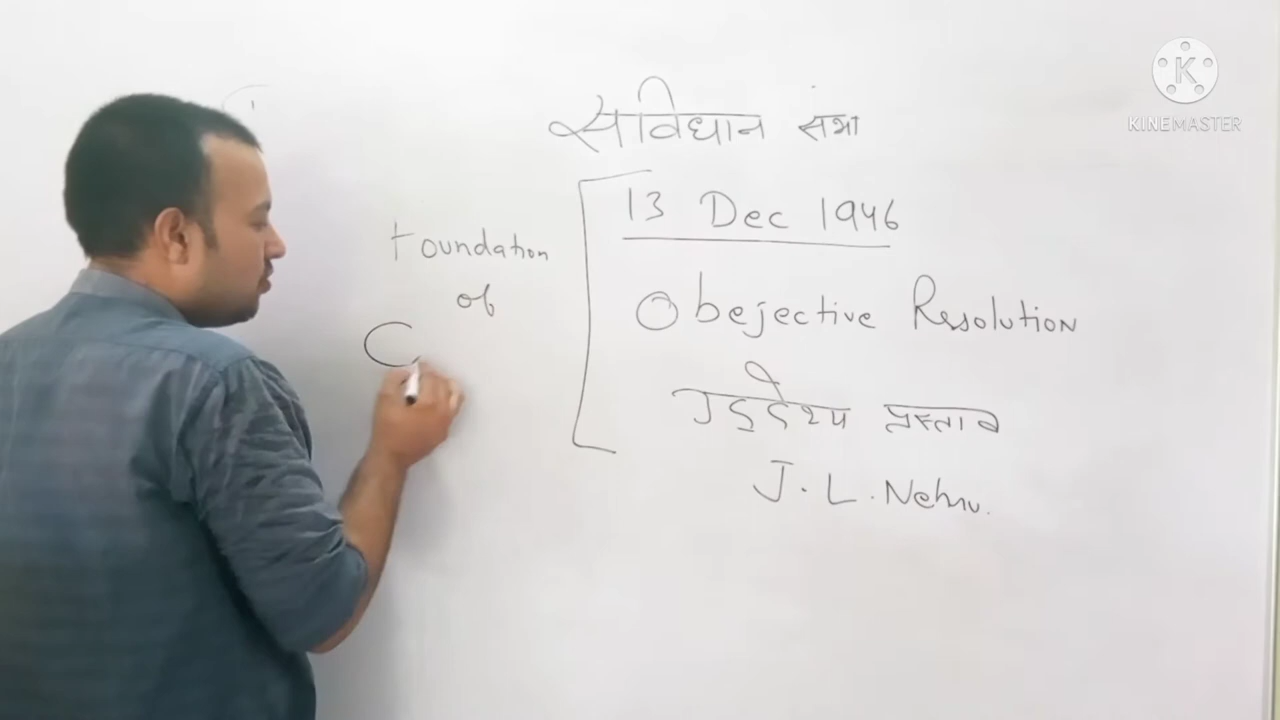 संविधान सभा
13 Dec 1946
Obejective Resolution
उद्देश्य प्रस्ताव
J. L. Nehru.
Foundation
of
C
K
KINEMASTER